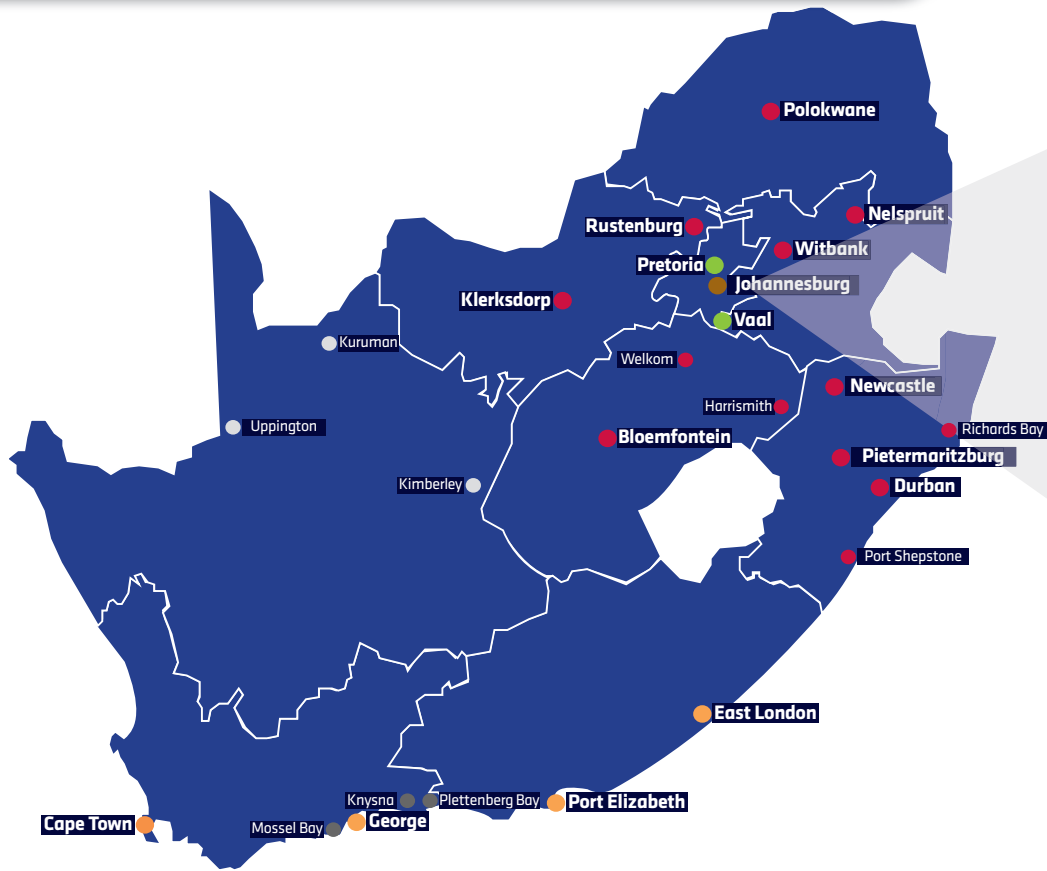 Polokwane
Nelspruit
Rustenburg
Witbank
Pretoria
Johannesburg
Klerksdorp
Vaal
Kuruman
Welkom
Newcastle
Harrismith
Uppington
Richards Bay
Bloemfontein
Pietermaritzburg
Kimberley
Durban
Port Shepstone
East London
Knysna
Plettenberg Bay
Port Elizabeth
George
Cape Town
Mossel Bay